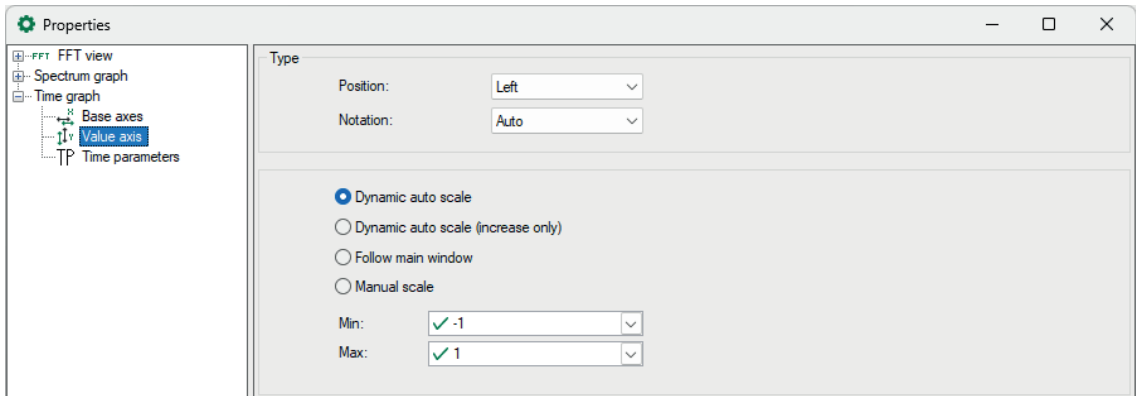 Properties
FFT FFT view
Spectrum graph
Time graph
X Base axes
Y Value axis
TP Time parameters
Type
Position: Left
Notation: Auto
Dynamic auto scale
Dynamic auto scale (increase only)
Follow main window
Manual scale
Min: -1
Max: 1